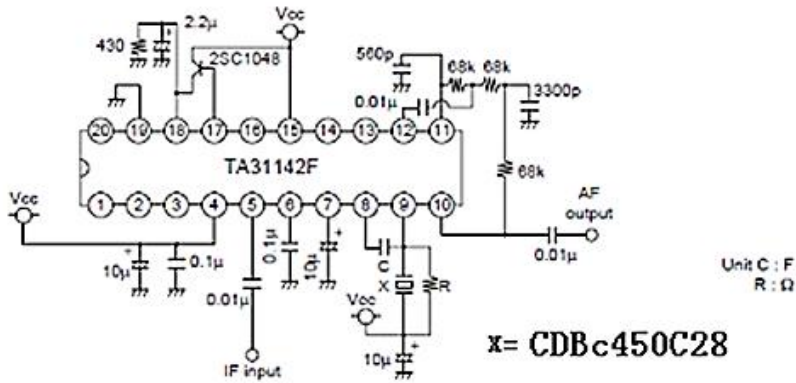 Vcc
2.2μ
430
2SC1048
560p
68k 68k
0.01μ
3300p
20 19 18 17 16 15 14 13 12 11
TA31142F
68k
Vcc
1 2 3 4 5 6 7 8 9 10
AF
output
10μ
0.1μ
0.01μ
0.1μ
10μ
C
X
R
0.01μ
Unit C : F
R : Ω
Vcc
10μ
IF input
x= CDBc450C28